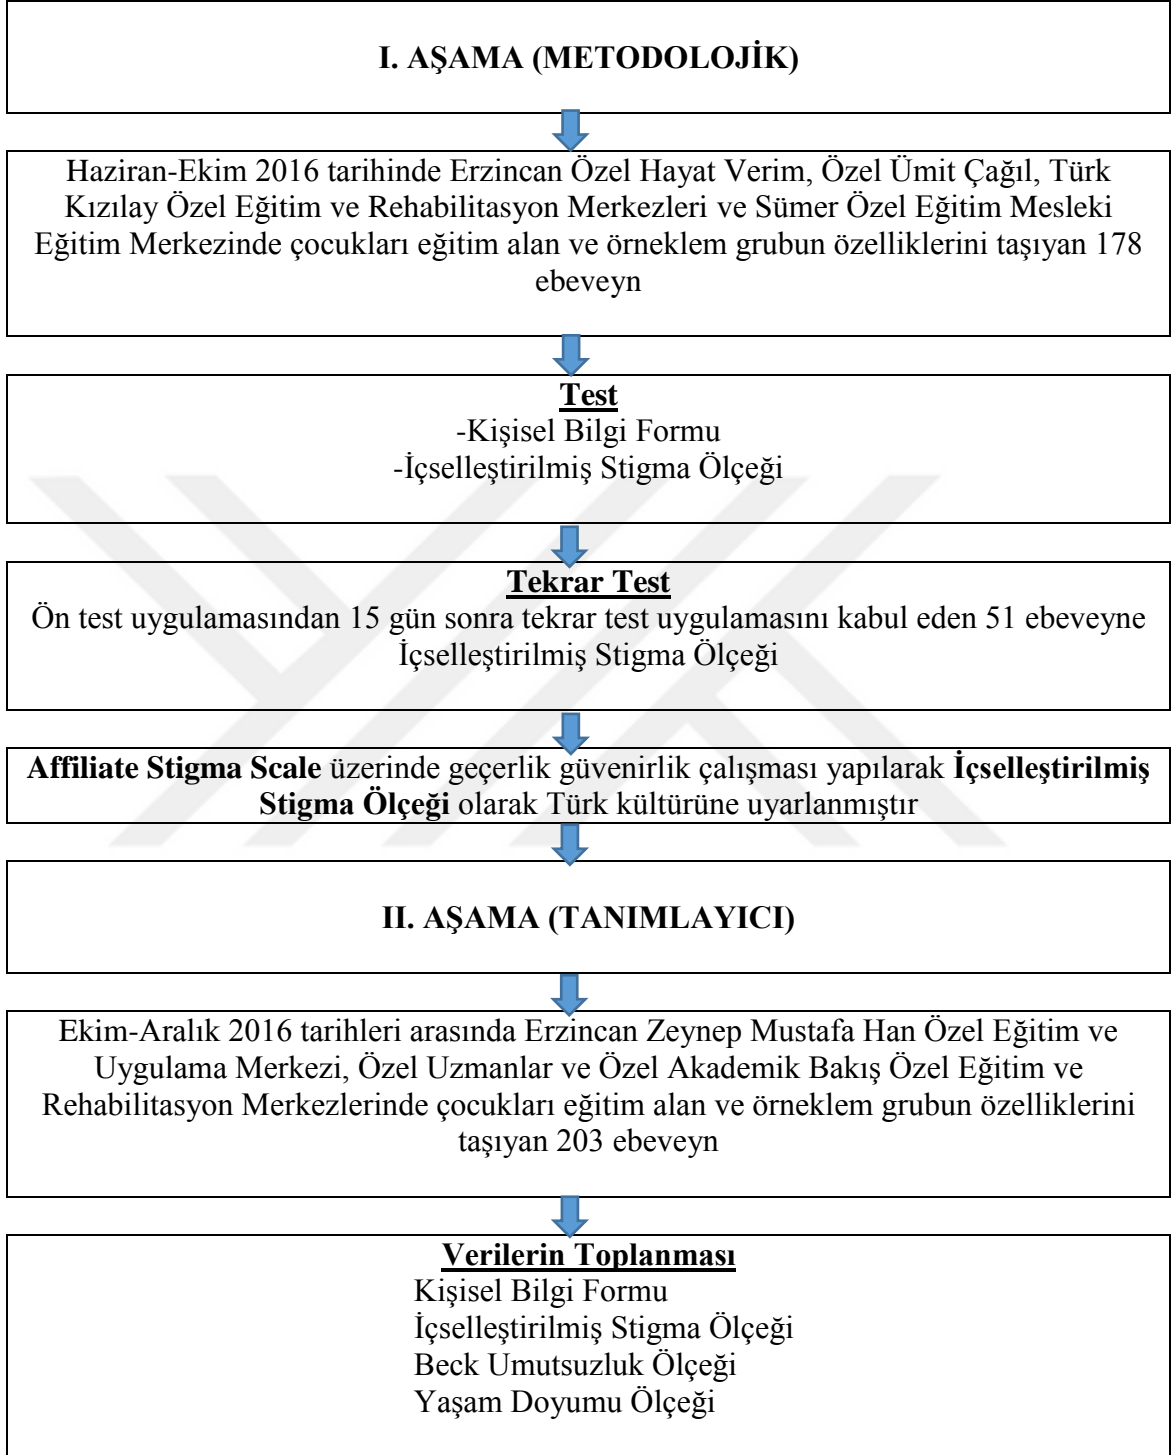 I. AŞAMA (METODOLOJİK)
Haziran-Ekim 2016 tarihinde Erzincan Özel Hayat Verim, Özel Ümit Çağıl, Türk
Kızılay Özel Eğitim ve Rehabilitasyon Merkezleri ve Sümer Özel Eğitim Mesleki
Eğitim Merkezinde çocukları eğitim alan ve örneklem grubun özelliklerini taşıyan 178
ebeveyn
Test
-Kişisel Bilgi Formu
-İçselleştirilmiş Stigma Ölçeği
Tekrar Test
Ön test uygulamasından 15 gün sonra tekrar test uygulamasını kabul eden 51 ebeveyne
İçselleştirilmiş Stigma Ölçeği
Affiliate Stigma Scale üzerinde geçerlik güvenirlik çalışması yapılarak İçselleştirilmiş
Stigma Ölçeği olarak Türk kültürüne uyarlanmıştır
II. AŞAMA (TANIMLAYICI)
Ekim-Aralık 2016 tarihleri arasında Erzincan Zeynep Mustafa Han Özel Eğitim ve
Uygulama Merkezi, Özel Uzmanlar ve Özel Akademik Bakış Özel Eğitim ve
Rehabilitasyon Merkezlerinde çocukları eğitim alan ve örneklem grubun özelliklerini
taşıyan 203 ebeveyn
Verilerin Toplanması
Kişisel Bilgi Formu
İçselleştirilmiş Stigma Ölçeği
Beck Umutsuzluk Ölçeği
Yaşam Doyumu Ölçeği